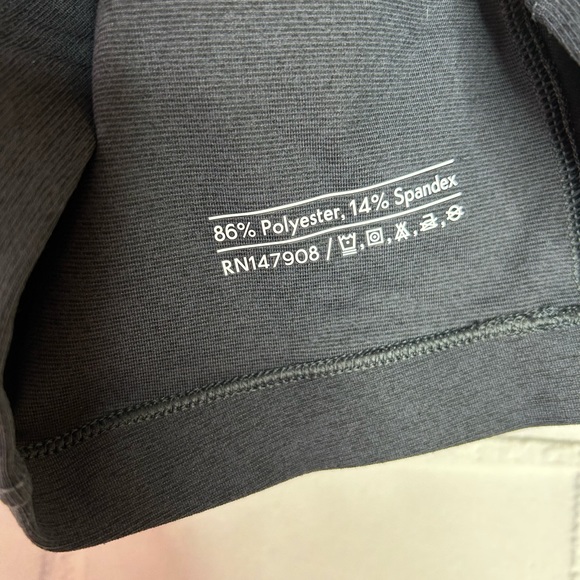 86% Polyester, 14% Spandex
RN147908 / , , , ,